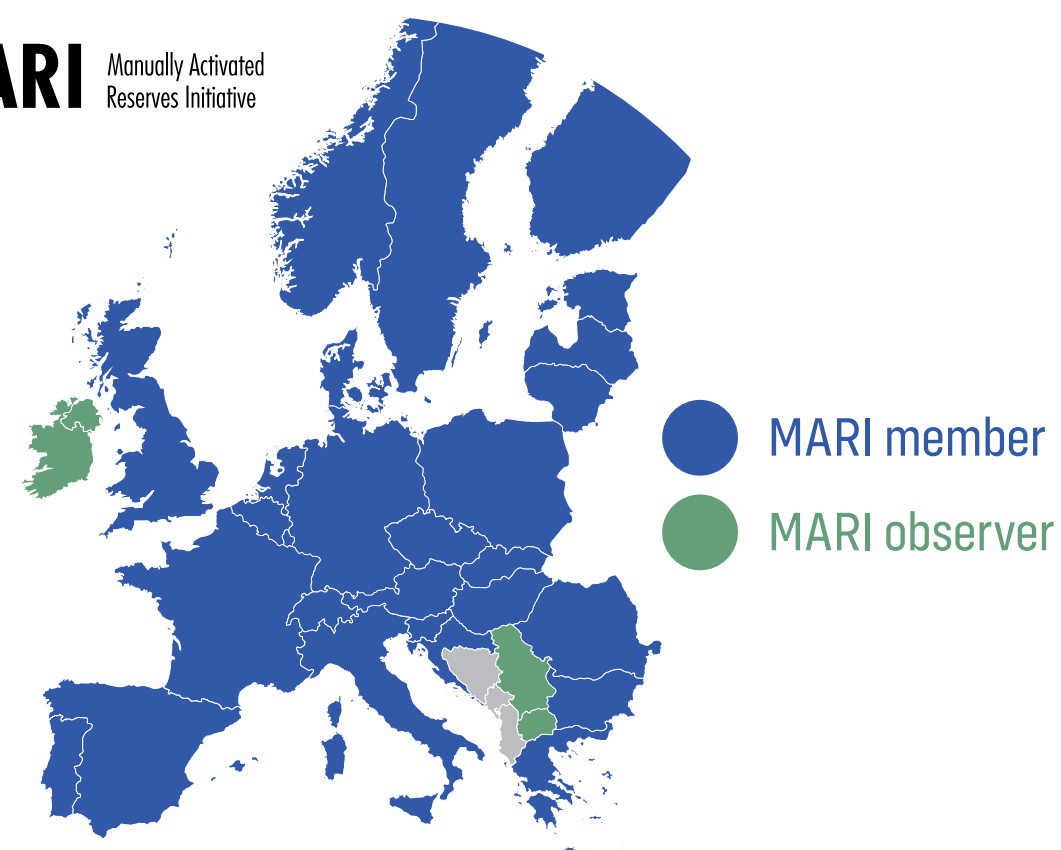 ARI
Manually Activated
Reserves Initiative
MARI member
MARI observer